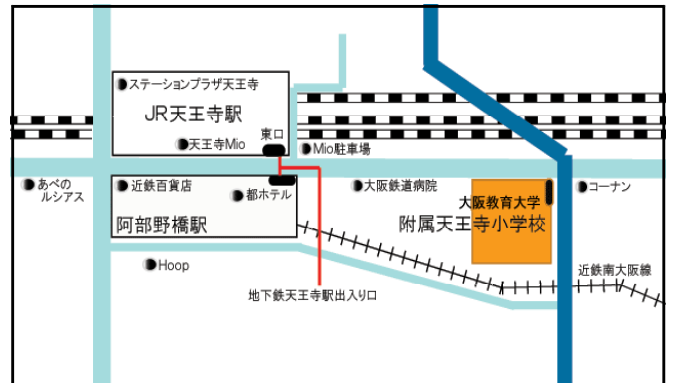 ステーションプラザ天王寺
JR天王寺駅
東口
天王寺Mio
Mio駐車場
あべの
ルシアス
近鉄百貨店
都ホテル
大阪鉄道病院
大阪教育大学
附属天王寺小学校
コーナン
阿部野橋駅
Hoop
地下鉄天王寺駅出入り口
近鉄南大阪線